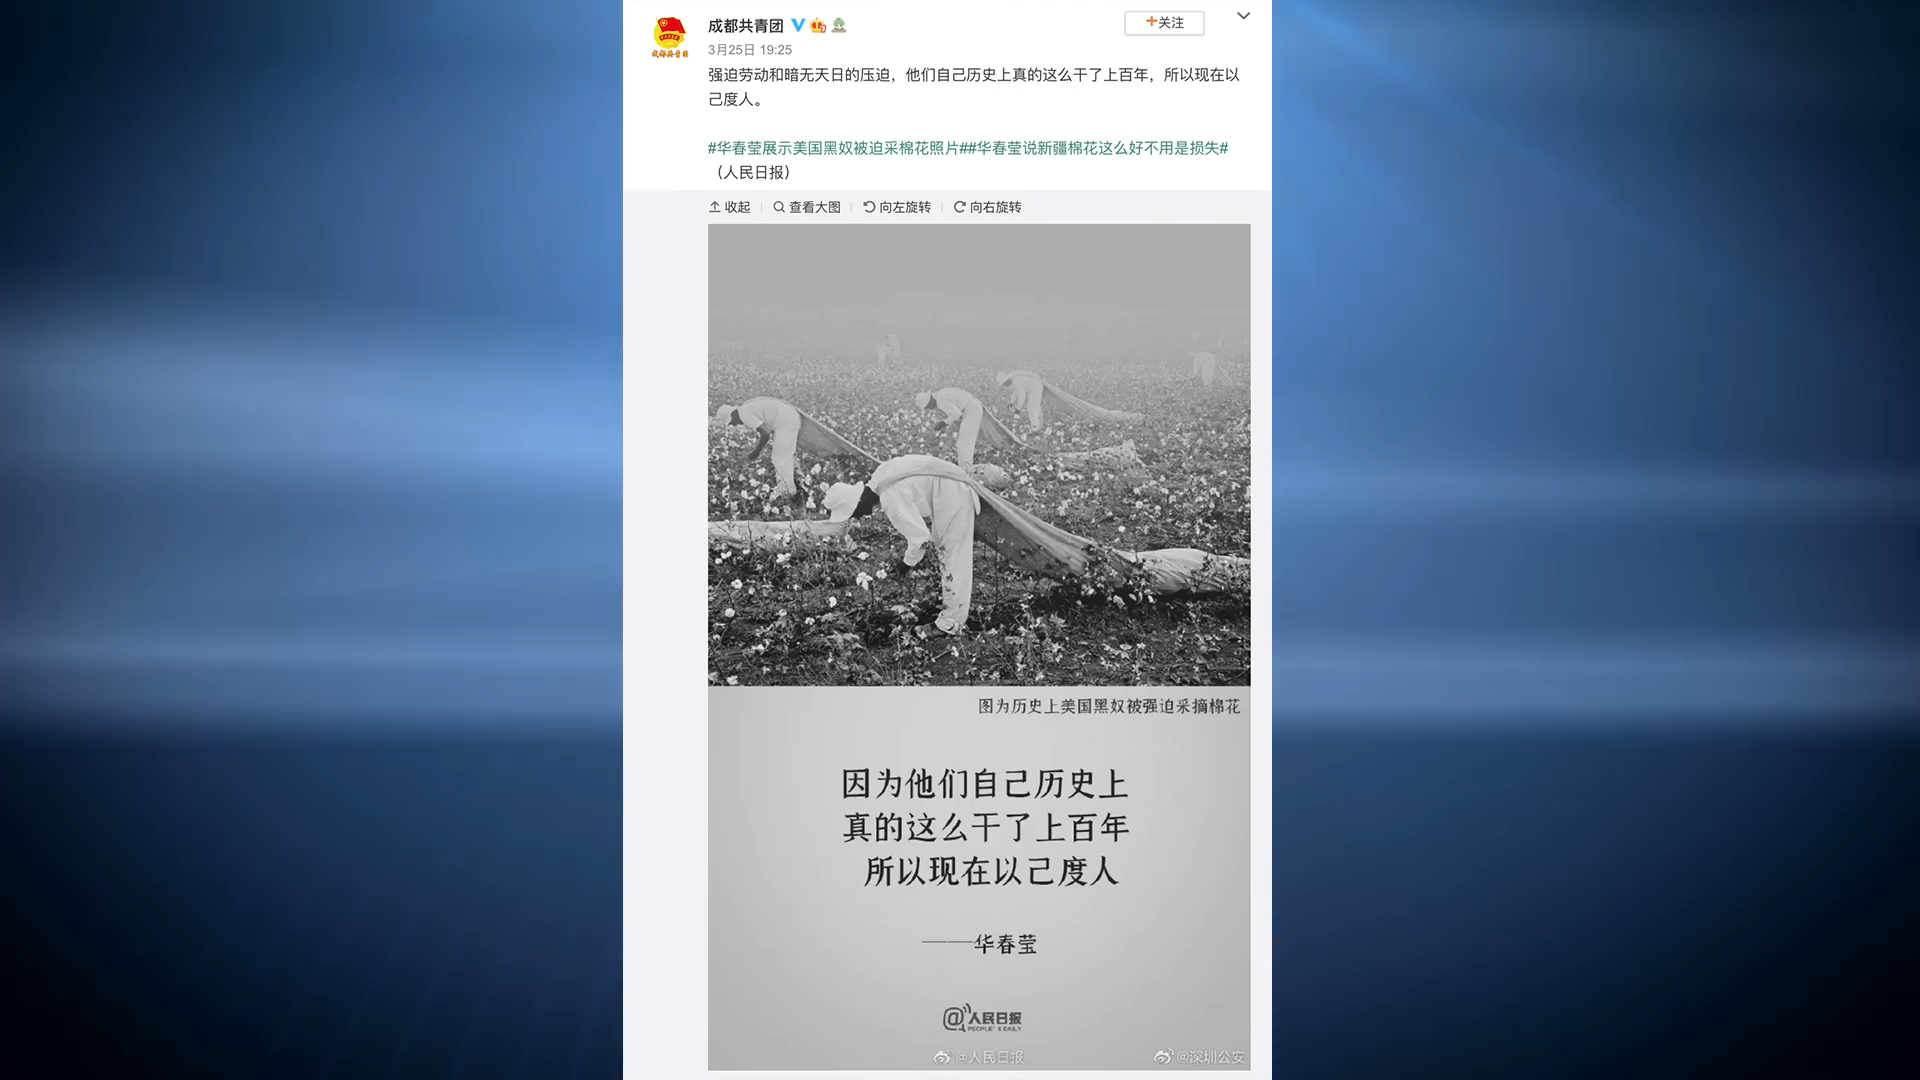 成都共青团
+关注
3月25日 19:25
强迫劳动和暗无天日的压迫，他们自己历史上真的这么干了上百年，所以现在以
己度人。
#华春莹展示美国黑奴被迫采棉花照片##华春莹说新疆棉花这么好不用是损失#
（人民日报）
收起 查看大图 向左旋转 向右旋转
图为历史上美国黑奴被强迫采摘棉花
因为他们自己历史上
真的这么干了上百年
所以现在以己度人
——华春莹
@人民日报
PEOPLE'S DAILY
@人民日报
@深圳公安